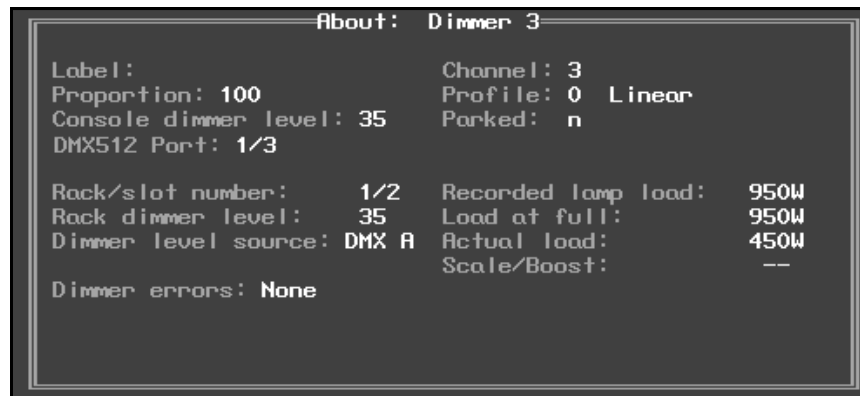 About: Dimmer 3
Label:
Channel: 3
Proportion: 100
Profile: 0 Linear
Console dimmer level: 35
Parked: n
DMX512 Port: 1/3
Rack/slot number: 1/2
Recorded lamp load: 950W
Rack dimmer level: 35
Load at full: 950W
Dimmer level source: DMX A
Actual load: 450W
Scale/Boost: --
Dimmer errors: None